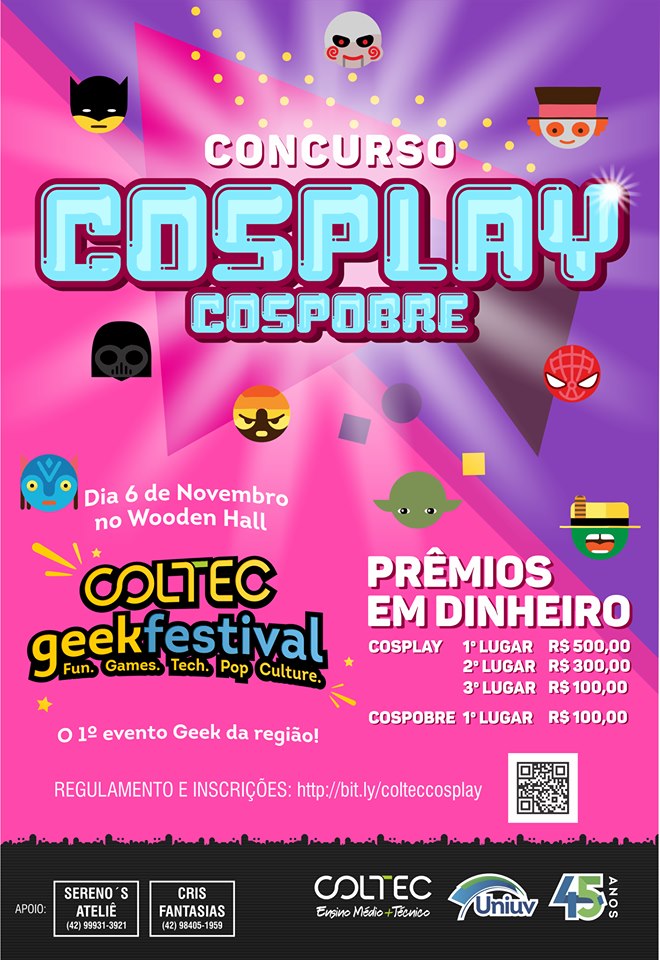 CONCURSO
COSPLAY
COSPOBRE
Dia 6 de Novembro
no Wooden Hall
COLTEC
geekfestival
Fun. Games. Tech. Pop Culture.
O 1º evento Geek da região!
PRÊMIOS
EM DINHEIRO
COSPLAY 1º LUGAR R$ 500,00
2º LUGAR R$ 300,00
3º LUGAR R$ 100,00
COSPOBRE 1º LUGAR R$ 100,00
REGULAMENTO E INSCRIÇÕES: http://bit.ly/colteccosplay
APOIO:
SERENO´S
ATELIÊ
(42) 99931-3921
CRIS
FANTASIAS
(42) 98405-1959
COLTEC
Ensino Médio+Técnico
Uniuv
45
ANOS